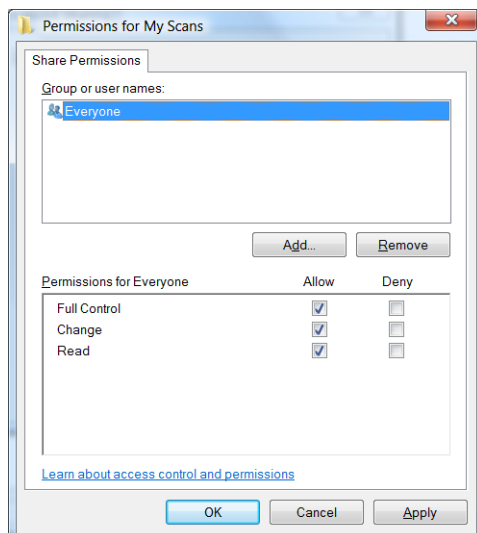 Permissions for My Scans
Share Permissions
Group or user names:
Everyone
Add... Remove
Permissions for Everyone Allow Deny
Full Control
Change
Read
Learn about access control and permissions
OK Cancel Apply